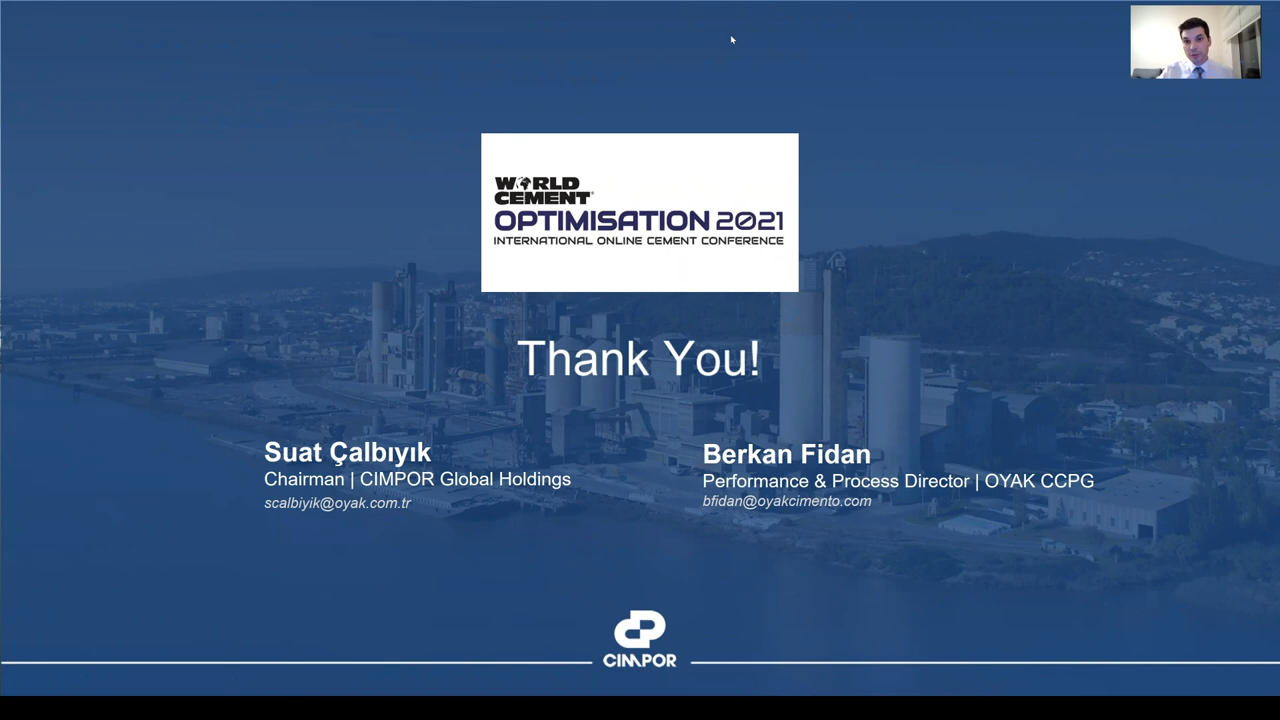 WORLD
CEMENT®
OPTIMISATION 2021
INTERNATIONAL ONLINE CEMENT CONFERENCE
Thank You!
Suat Çalbıyık
Chairman | CIMPOR Global Holdings
scalbiyik@oyak.com.tr
Berkan Fidan
Performance & Process Director | OYAK CCPG
bfidan@oyakcimento.com
CIMPOR